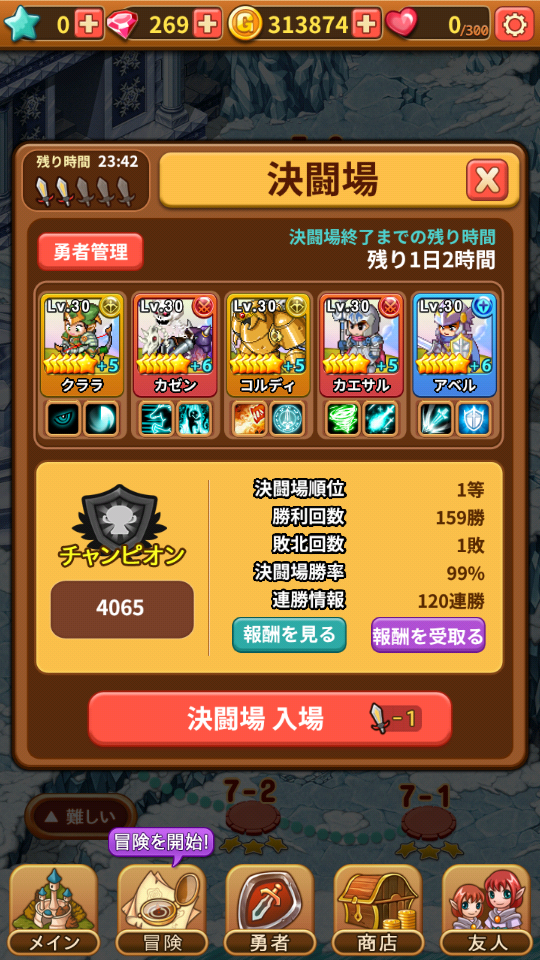 0
269
G
313874
0/300
残り時間 23:42
決闘場
X
勇者管理
決闘場終了までの残り時間
残り1日2時間
Lv.30 Lv.30 Lv.30 Lv.30 Lv.30
+5 +6 +5 +5 +6
クララ カゼン コルディ カエサル アベル
チャンピオン
4065
決闘場順位 1等
勝利回数 159勝
敗北回数 1敗
決闘場勝率 99%
連勝情報 120連勝
報酬を見る 報酬を受取る
決闘場 入場 -1
7-2 7-1
▲ 難しい
冒険を開始!
メイン 冒険 勇者 商店 友人